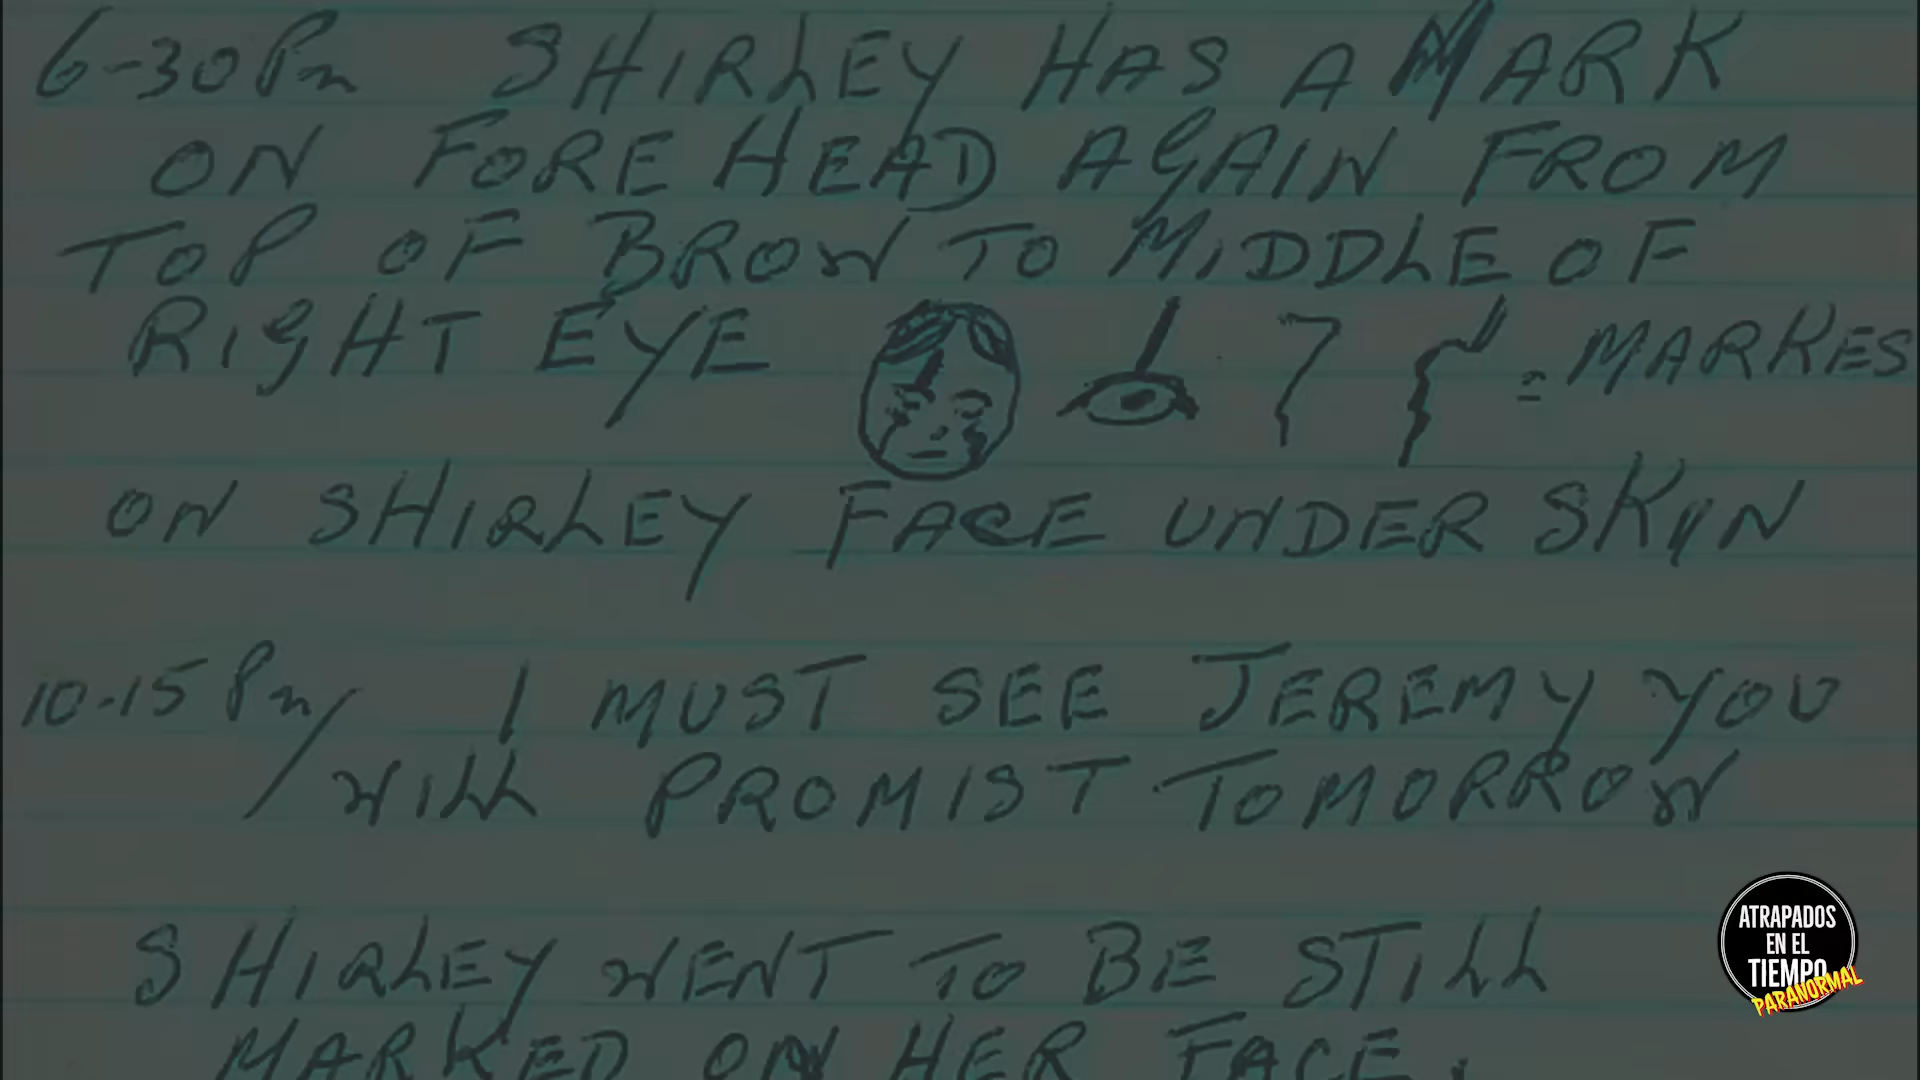 6-30 Pm SHIRLEY HAS A MARK
ON FORE HEAD AGAIN FROM
TOP OF BROW TO MIDDLE OF
RIGHT EYE = MARKES
ON SHIRLEY FACE UNDER SKIN
10-15 Pm/ I MUST SEE JEREMY YOU
WILL PROMIST TOMORROW
SHIRLEY WENT TO BE STILL
MARKED ON HER FACE.
ATRAPADOS
EN EL
TIEMPO
PARANORMAL